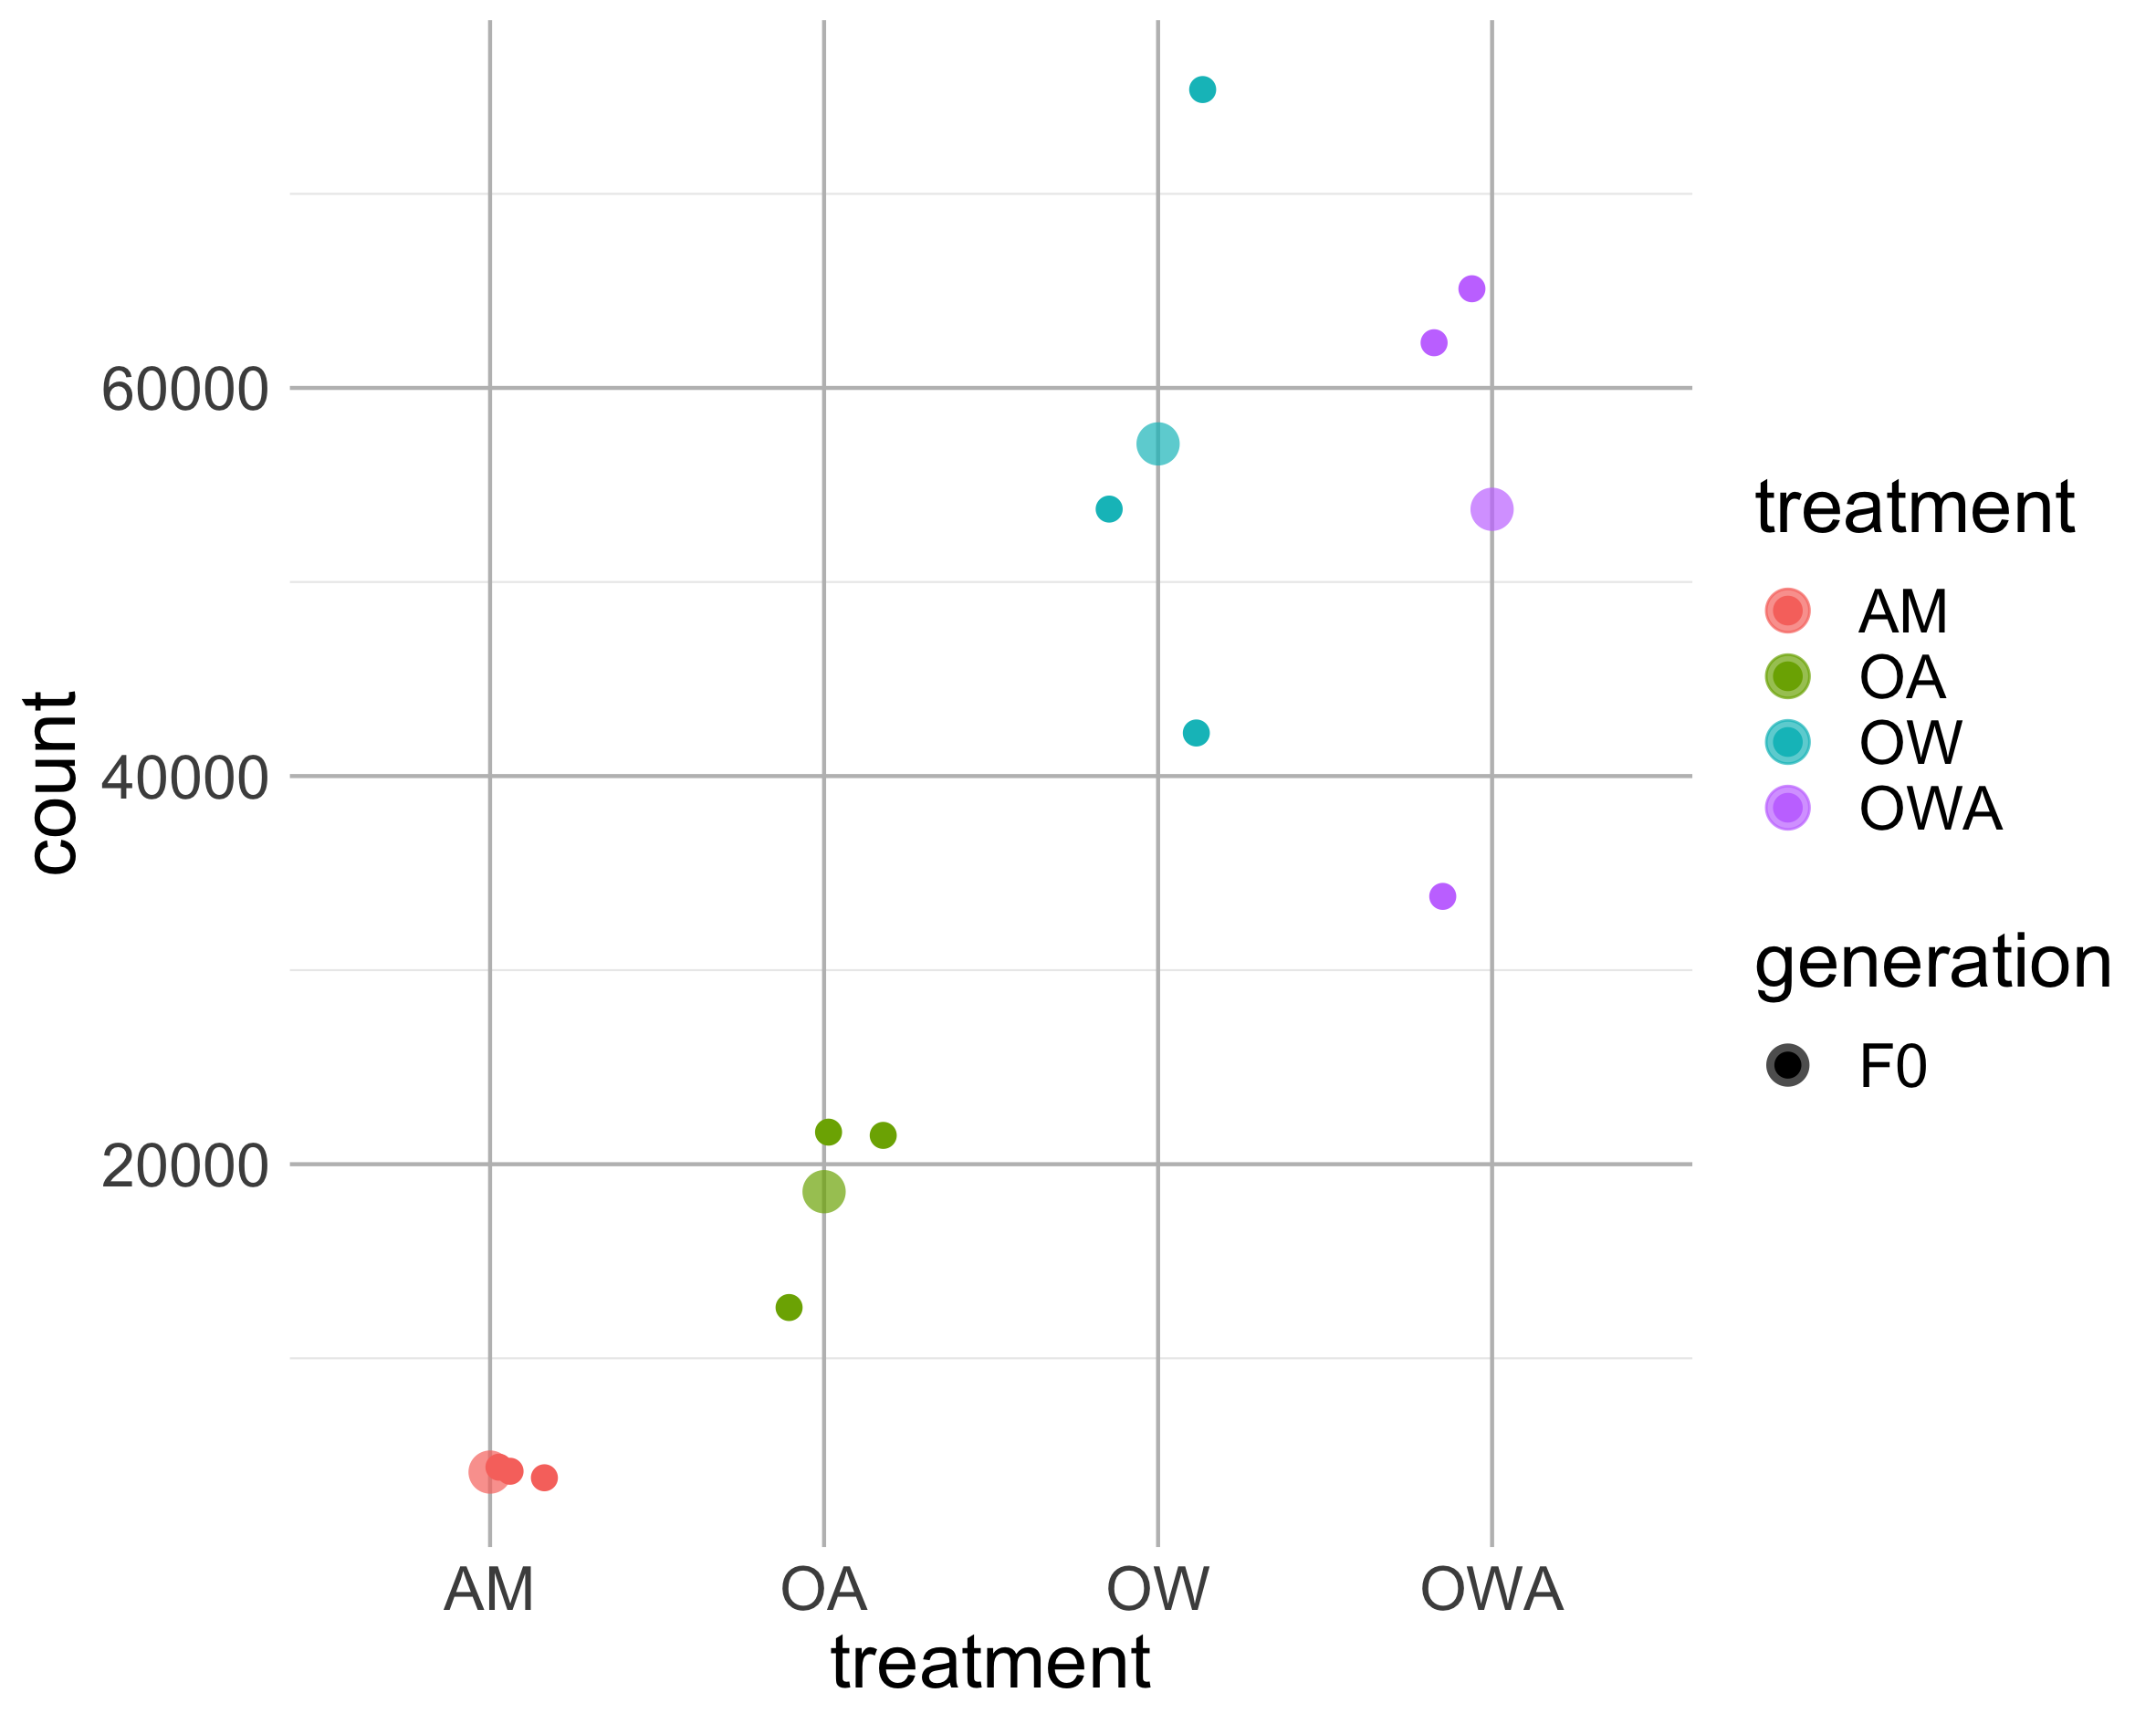 count
60000
40000
20000
AM
OA
OW
OWA
treatment
treatment
AM
OA
OW
OWA
generation
F0